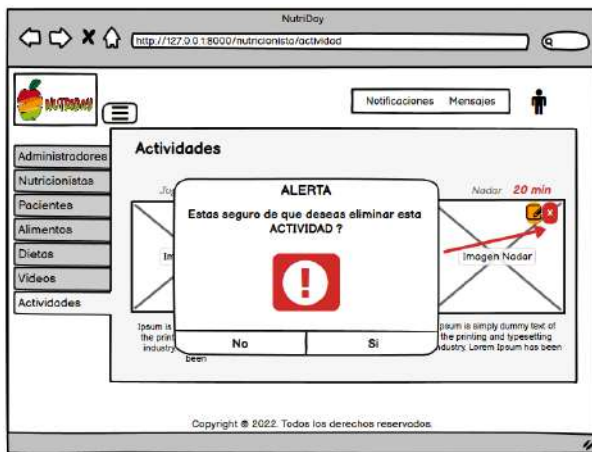 NutriDay
http://127.0.0.1:8000/nutricionista/actividad
NUTRIDAY
Notificaciones Mensajes
Administradores
Nutricionistas
Pacientes
Alimentos
Dietas
Videos
Actividades
Actividades
Nadar 20 min
Imagen Nadar
ALERTA
Estas seguro de que deseas eliminar esta
ACTIVIDAD ?
No
Si
Ipsum is
the print
industry
been
psum is simply dummy text of
the printing and typesetting
industry. Lorem Ipsum has been
Copyright © 2022. Todos los derechos reservados.